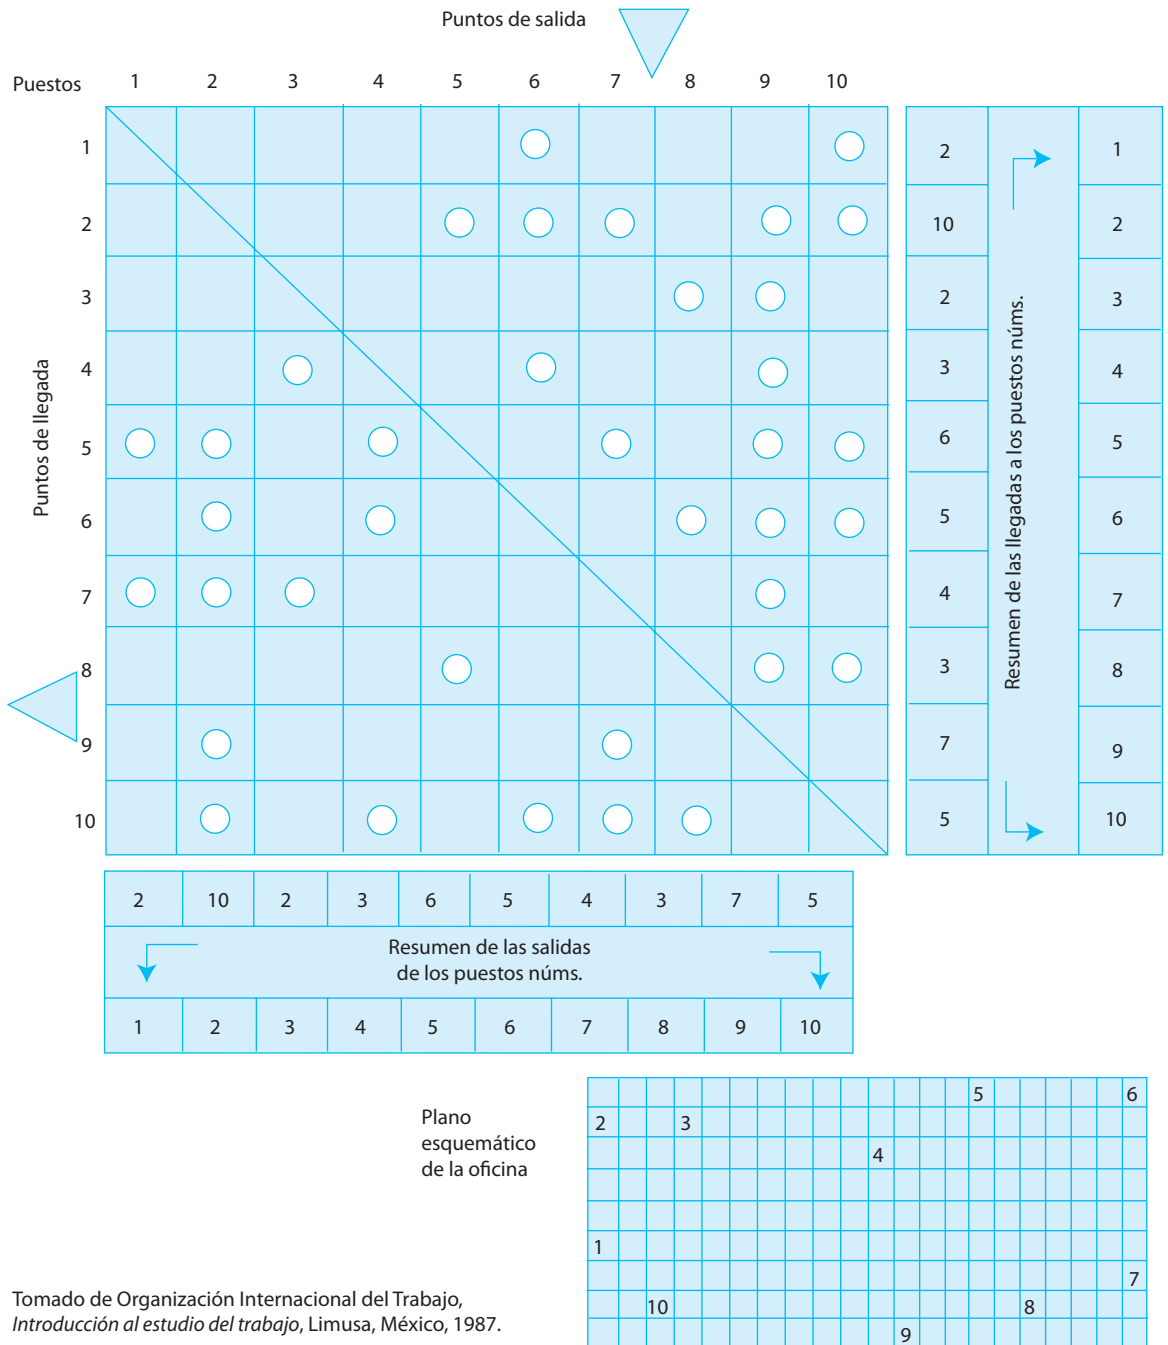 Puntos de salida
Puestos 1 2 3 4 5 6 7 8 9 10
Puntos de llegada
1
2
3
4
5
6
7
8
9
10
2 1
10 2
2 3
3 4
6 5
5 6
4 7
3 8
7 9
5 10
Resumen de las llegadas a los puestos núms.
2 10 2 3 6 5 4 3 7 5
Resumen de las salidas
de los puestos núms.
1 2 3 4 5 6 7 8 9 10
Plano
esquemático
de la oficina
5 6
2 3
4
1
7
10 8
9
Tomado de Organización Internacional del Trabajo,
Introducción al estudio del trabajo, Limusa, México, 1987.